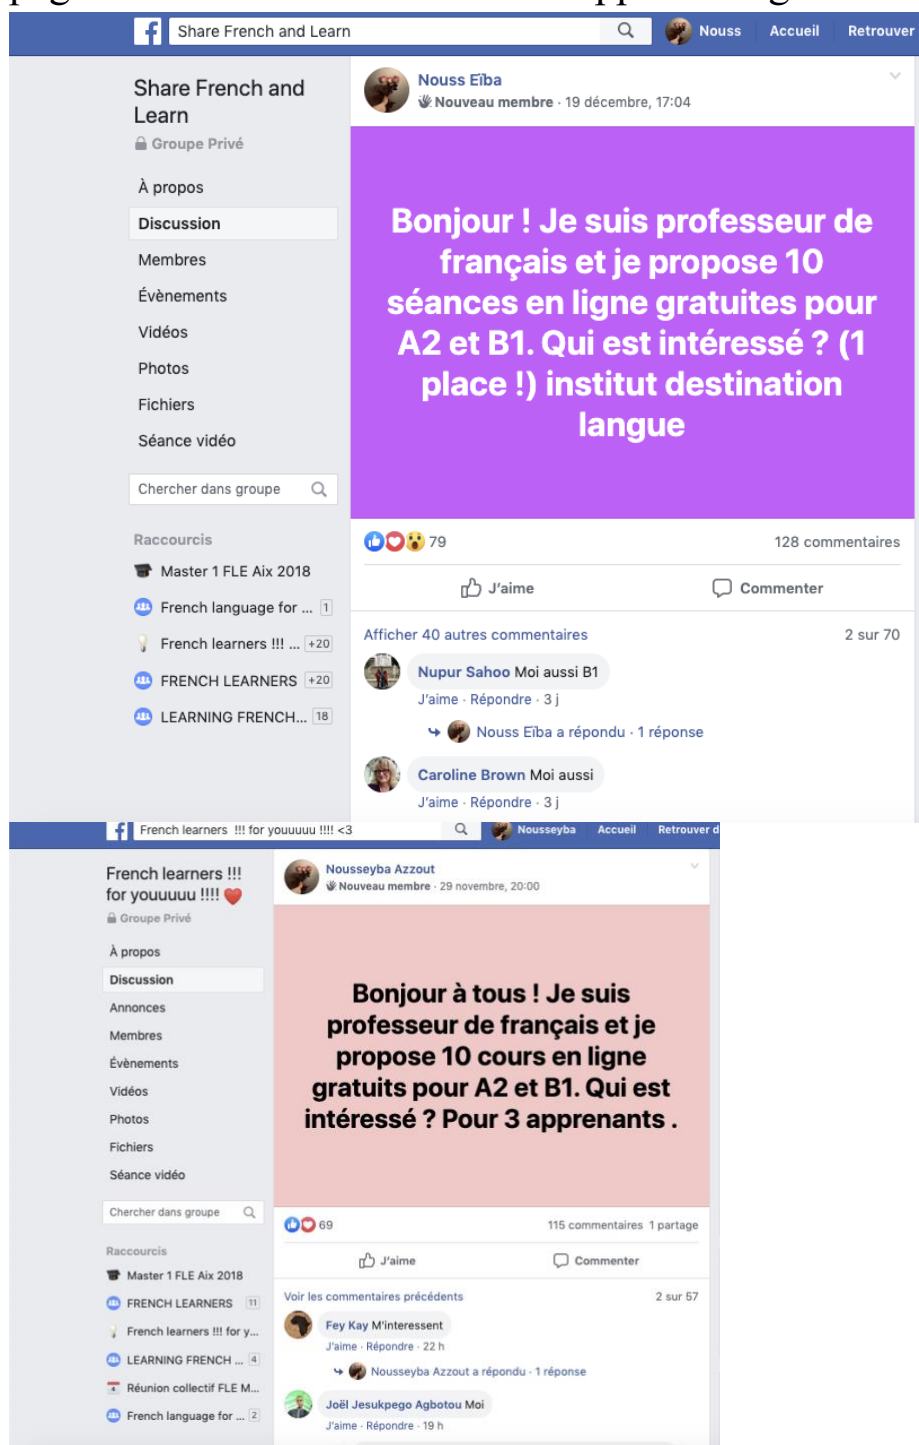 Share French and Learn
Nouss
Accueil
Retrouver
Share French and
Learn
Groupe Privé
À propos
Discussion
Membres
Évènements
Vidéos
Photos
Fichiers
Séance vidéo
Chercher dans groupe
Raccourcis
Master 1 FLE Aix 2018
French language for ... 1
French learners !!! ... +20
FRENCH LEARNERS +20
LEARNING FRENCH... 18
Nouss Eïba
Nouveau membre · 19 décembre, 17:04
Bonjour ! Je suis professeur de
français et je propose 10
séances en ligne gratuites pour
A2 et B1. Qui est intéressé ? (1
place !) institut destination
langue
79
128 commentaires
J'aime
Commenter
Afficher 40 autres commentaires
2 sur 70
Nupur Sahoo Moi aussi B1
J'aime · Répondre · 3 j
Nouss Eïba a répondu · 1 réponse
Caroline Brown Moi aussi
J'aime · Répondre · 3 j
French learners !!! for youuuuu !!!! <3
Nousseyba
Accueil
Retrouver d
French learners !!!
for youuuuu !!!! ❤️
Groupe Privé
À propos
Discussion
Annonces
Membres
Évènements
Vidéos
Photos
Fichiers
Séance vidéo
Chercher dans groupe
Raccourcis
Master 1 FLE Aix 2018
FRENCH LEARNERS 11
French learners !!! for y...
LEARNING FRENCH ... 4
Réunion collectif FLE M...
French language for ... 2
Nousseyba Azzout
Nouveau membre · 29 novembre, 20:00
Bonjour à tous ! Je suis
professeur de français et je
propose 10 cours en ligne
gratuits pour A2 et B1. Qui est
intéressé ? Pour 3 apprenants .
69
115 commentaires 1 partage
J'aime
Commenter
Voir les commentaires précédents
2 sur 57
Fey Kay M'interessent
J'aime · Répondre · 22 h
Nousseyba Azzout a répondu · 1 réponse
Joël Jesukpego Agbotou Moi
J'aime · Répondre · 19 h